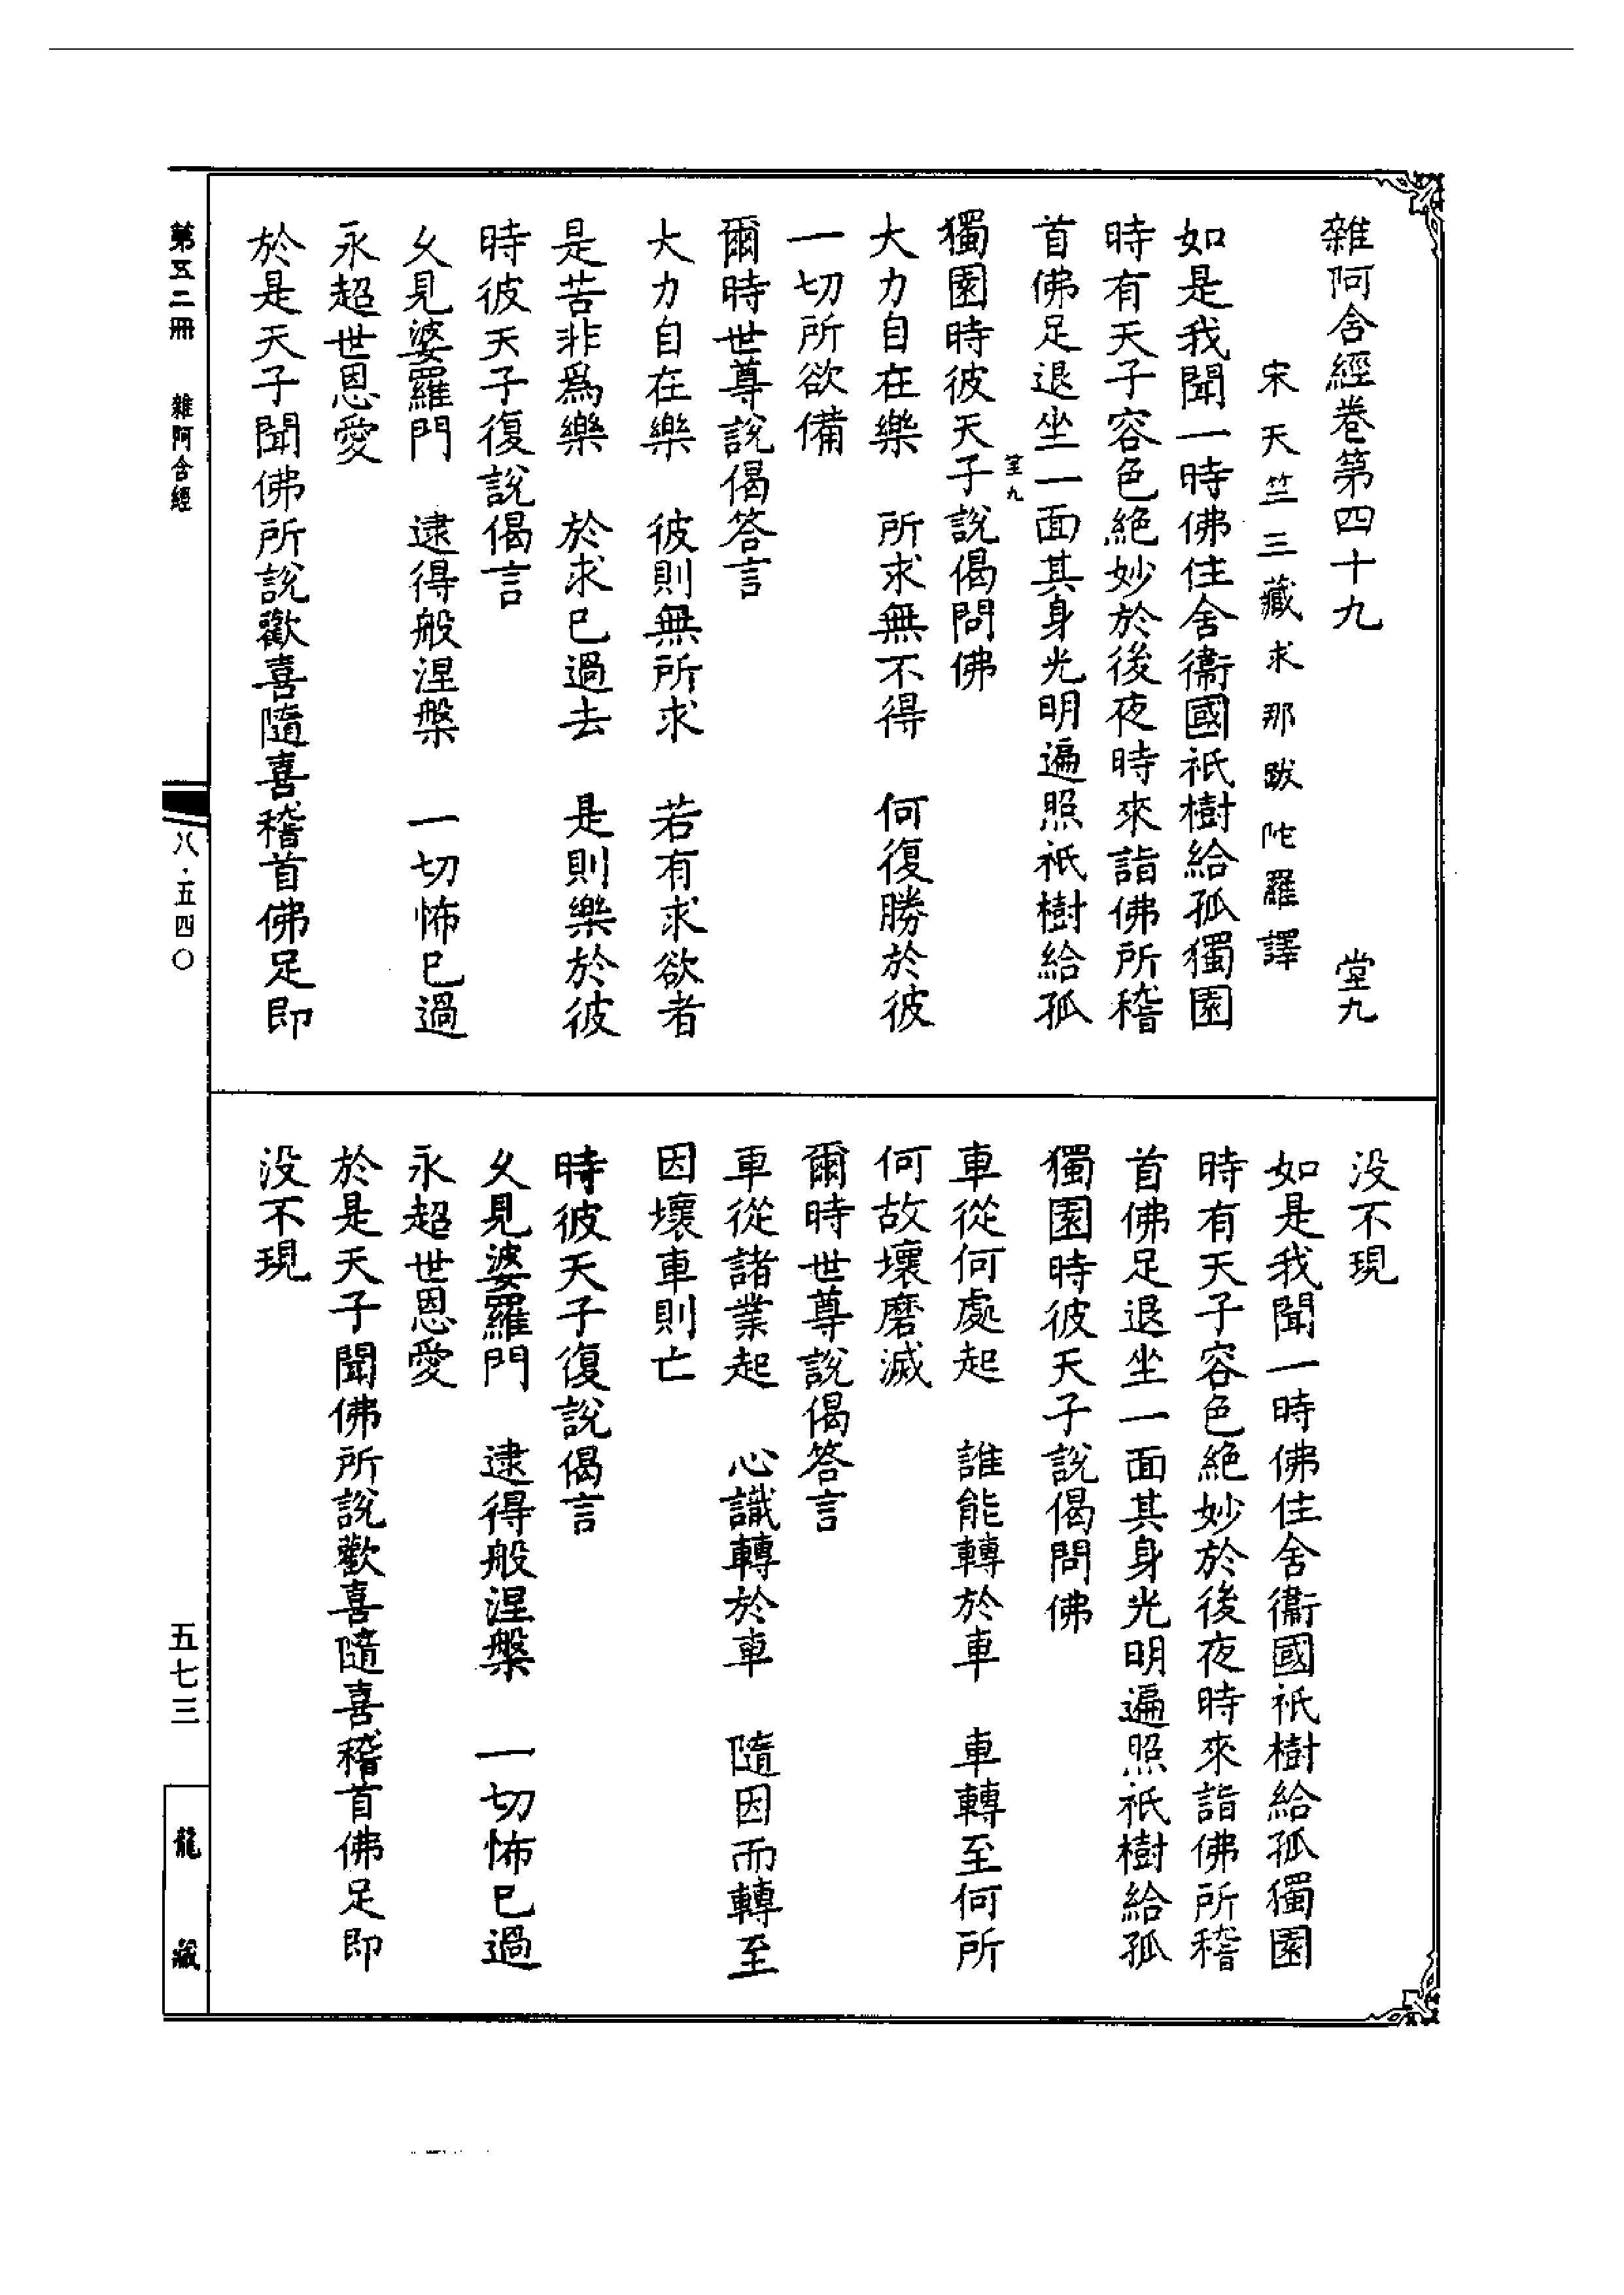 雜阿含經卷第四十九　堂九
宋天竺三藏求那跋陀羅譯
如是我聞一時佛住舍衞國祇樹給孤獨園
時有天子容色絶妙於後夜時來詣佛所稽
首佛足退坐一面其身光明遍照祇樹給孤
獨園時彼天子說偈問佛
大力自在樂　所求無不得　何復勝於彼
一切所欲備
爾時世尊說偈答言
大力自在樂　彼則無所求　若有求欲者
是苦非爲樂　於求已過去　是則樂於彼
時彼天子復說偈言
久見婆羅門　逮得般涅槃　一切怖已過
永超世恩愛
於是天子聞佛所說歡喜隨喜稽首佛足即
没不現
如是我聞一時佛住舍衞國祇樹給孤獨園
時有天子容色絶妙於後夜時來詣佛所稽
首佛足退坐一面其身光明遍照祇樹給孤
獨園時彼天子說偈問佛
車從何處起　誰能轉於車　車轉至何所
何故壞磨滅
爾時世尊說偈答言
車從諸業起　心識轉於車　隨因而轉至
因壞車則亡
時彼天子復說偈言
久見婆羅門　逮得般涅槃　一切怖已過
永超世恩愛
於是天子聞佛所說歡喜隨喜稽首佛足即
没不現
第五二冊　雜阿含經
八·五四〇
五七三
龍藏